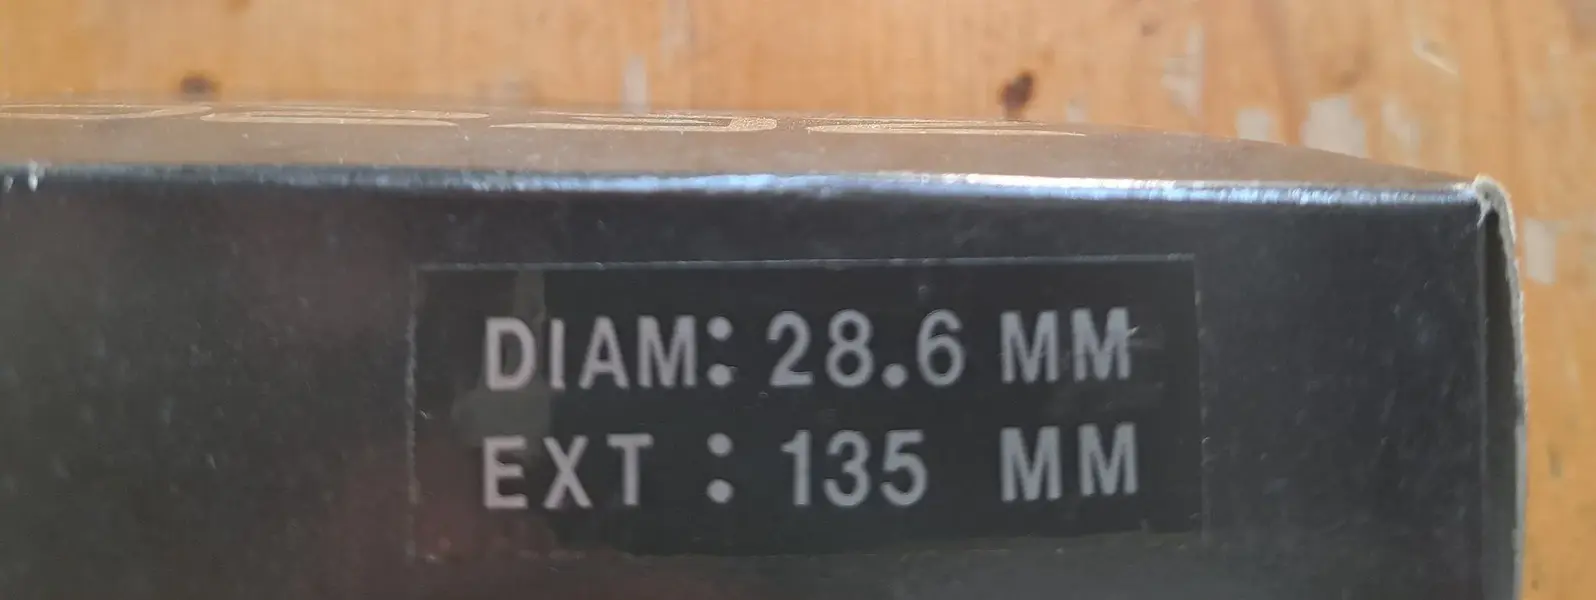 DIAM: 28.6 MM
EXT : 135 MM